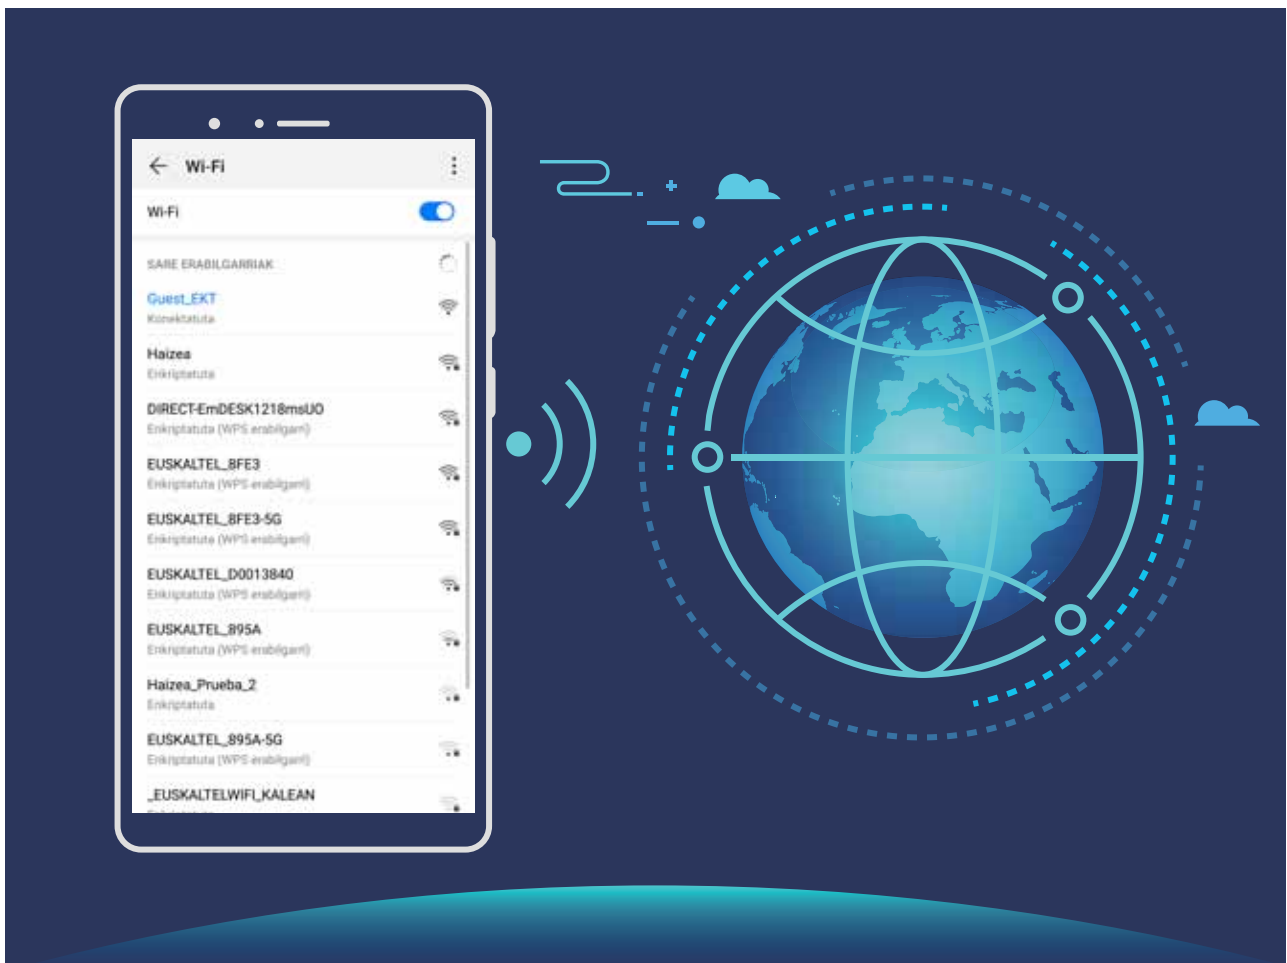 Wi-Fi
Wi-Fi
SARE ERABILGARRIAK
Guest_EKT
Konektatuta
Haizea
Enkriptatuta
DIRECT-EmDESK1218msUO
Enkriptatuta (WPS erabilgarri)
EUSKALTEL_8FE3
Enkriptatuta (WPS erabilgarri)
EUSKALTEL_8FE3-5G
Enkriptatuta (WPS erabilgarri)
EUSKALTEL_D0013840
Enkriptatuta (WPS erabilgarri)
EUSKALTEL_895A
Enkriptatuta (WPS erabilgarri)
Haizea_Prueba_2
Enkriptatuta
EUSKALTEL_895A-5G
Enkriptatuta (WPS erabilgarri)
_EUSKALTELWIFI_KALEAN